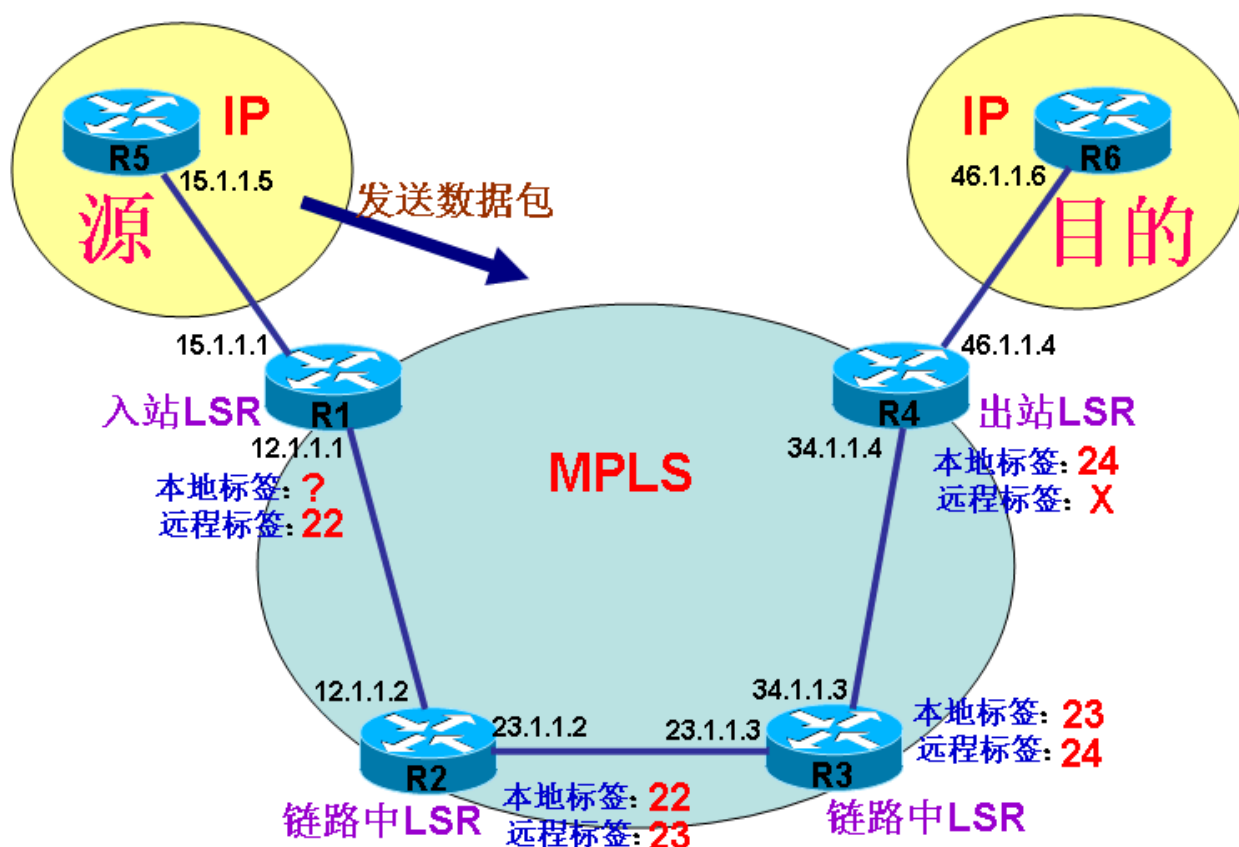 IP
R5
15.1.1.5
源
发送数据包
IP
R6
46.1.1.6
目的
15.1.1.1
入站LSR
R1
12.1.1.1
本地标签：?
远程标签：22
MPLS
46.1.1.4
R4
出站LSR
34.1.1.4
本地标签：24
远程标签：X
12.1.1.2
R2
23.1.1.2
链路中LSR
本地标签：22
远程标签：23
34.1.1.3
23.1.1.3
R3
本地标签：23
远程标签：24
链路中LSR